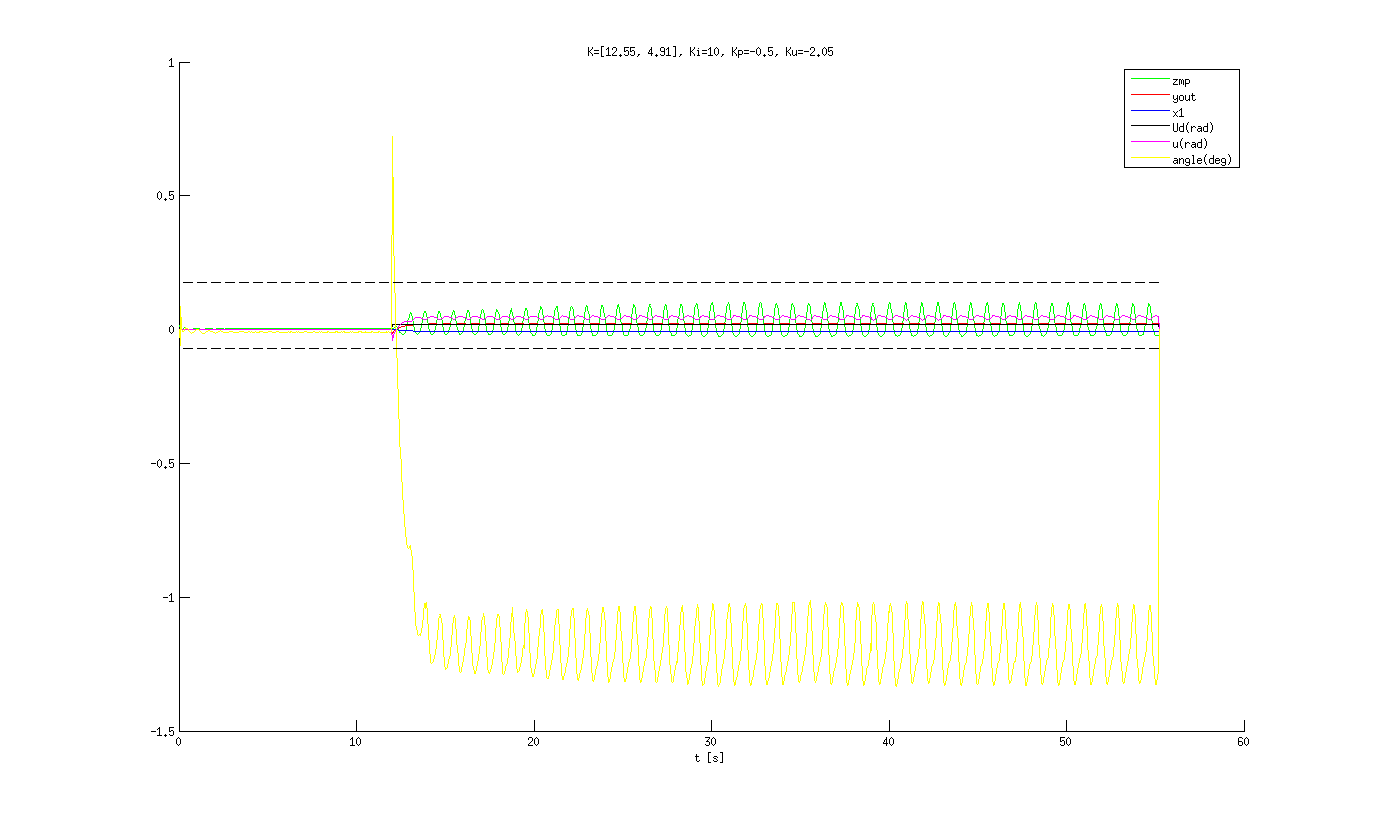 K=[12.55, 4.91], Ki=10, Kp=-0.5, Ku=-2.05
1
zmp
yout
x1
Ud(rad)
u(rad)
angle(deg)
0.5
0
-0.5
-1
-1.5
0
10
20
30
40
50
60
t [s]